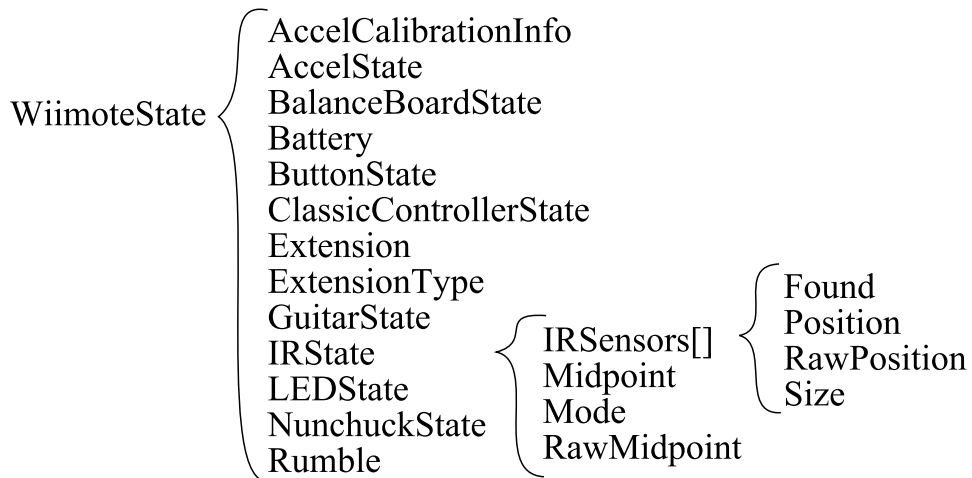 WiimoteState
AccelCalibrationInfo
AccelState
BalanceBoardState
Battery
ButtonState
ClassicControllerState
Extension
ExtensionType
GuitarState
IRState
LEDState
NunchuckState
Rumble
IRSensors[]
Midpoint
Mode
RawMidpoint
Found
Position
RawPosition
Size